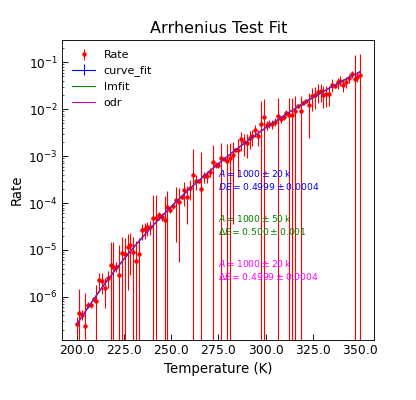 Arrhenius Test Fit
Rate
curve_fit
lmfit
odr
A = 1000 ± 20 k
DE = 0.4999 ± 0.0004
A = 1000 ± 50 k
ΔE = 0.500 ± 0.001
A = 1000 ± 20 k
ΔE = 0.4999 ± 0.0004
10⁻¹
10⁻²
10⁻³
10⁻⁴
10⁻⁵
10⁻⁶
Rate
200.0 225.0 250.0 275.0 300.0 325.0 350.0
Temperature (K)